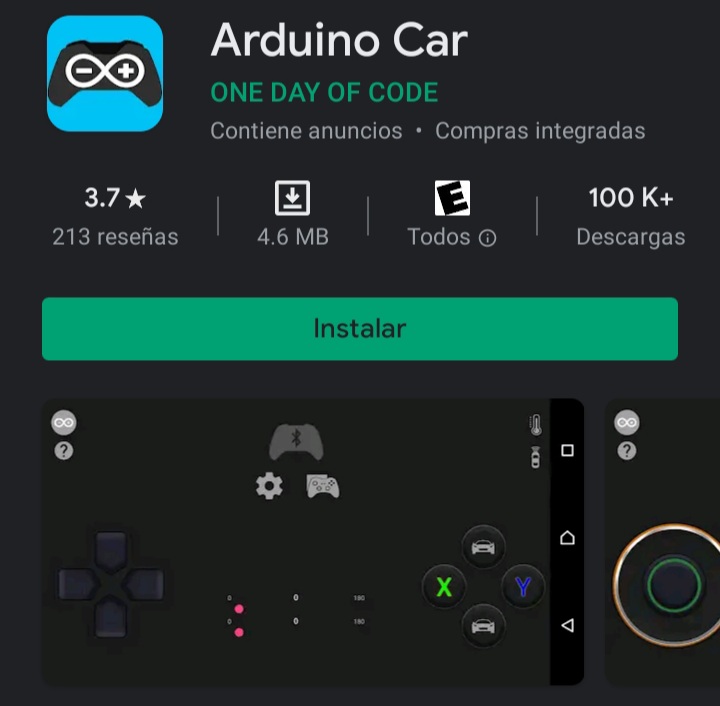 Arduino Car
ONE DAY OF CODE
Contiene anuncios • Compras integradas
3.7★ E 100 K+
213 reseñas 4.6 MB Todos Descargas
Instalar
?
?
X Y
0 0 180
0 0 180